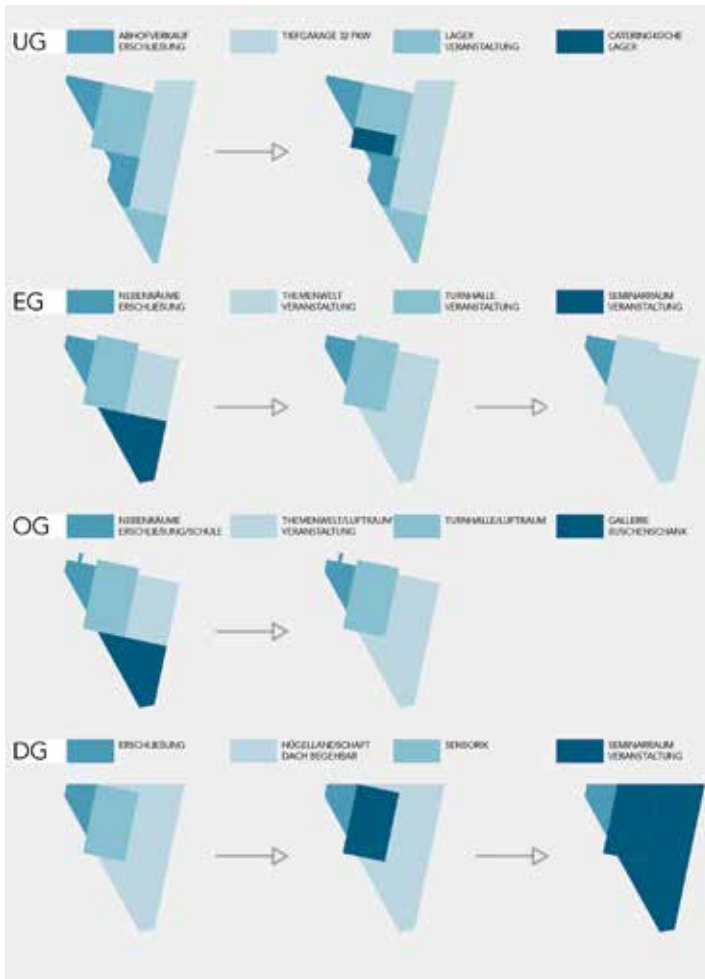 UG
ABHOFVERKAUF
ERSCHLIEßUNG
TIEFGARAGE 32 PKW
LAGER
VERANSTALTUNG
CATERINGKÜCHE
LAGER
EG
NEBENRÄUME
ERSCHLIEßUNG
THEMENWELT
VERANSTALTUNG
TURNHALLE
VERANSTALTUNG
SEMINARRAUM
VERANSTALTUNG
OG
NEBENRÄUME
ERSCHLIEßUNG/SCHULE
THEMENWELT/LUFTRAUM/
VERANSTALTUNG
TURNHALLE/LUFTRAUM
GALLERIE
BUSCHENSCHANK
DG
ERSCHLIEßUNG
HÜGELLANDSCHAFT
DACH BEGEHBAR
SENSORIK
SEMINARRAUM
VERANSTALTUNG